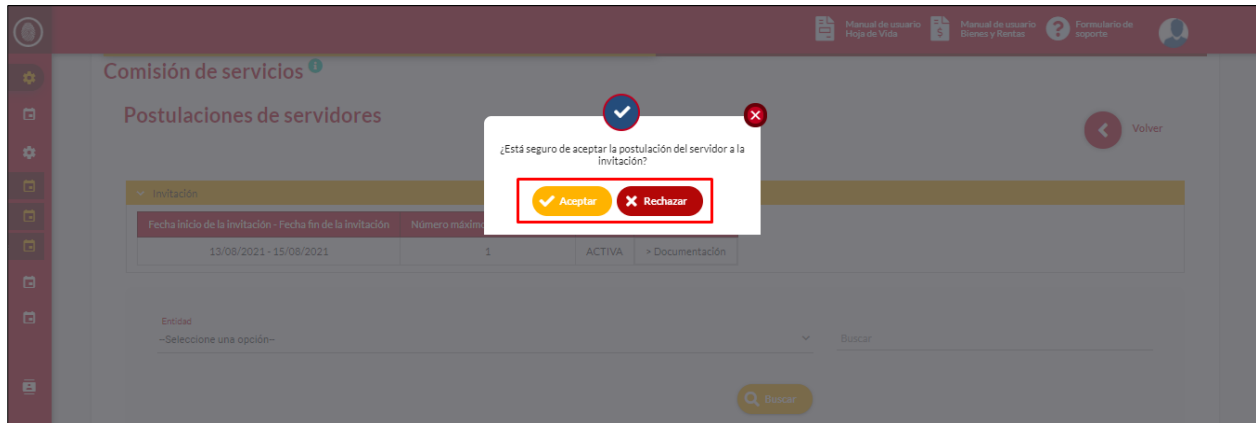 Manual de usuario
Hoja de Vida
Manual de usuario
Bienes y Rentas
Formulario de
soporte
Comisión de servicios
Postulaciones de servidores
Volver
¿Está seguro de aceptar la postulación del servidor a la
invitación?
Aceptar
Rechazar
Invitación
Fecha inicio de la invitación - Fecha fin de la invitación
Número máximo
13/08/2021 - 15/08/2021
1
ACTIVA
> Documentación
Entidad
--Seleccione una opción--
Buscar
Buscar